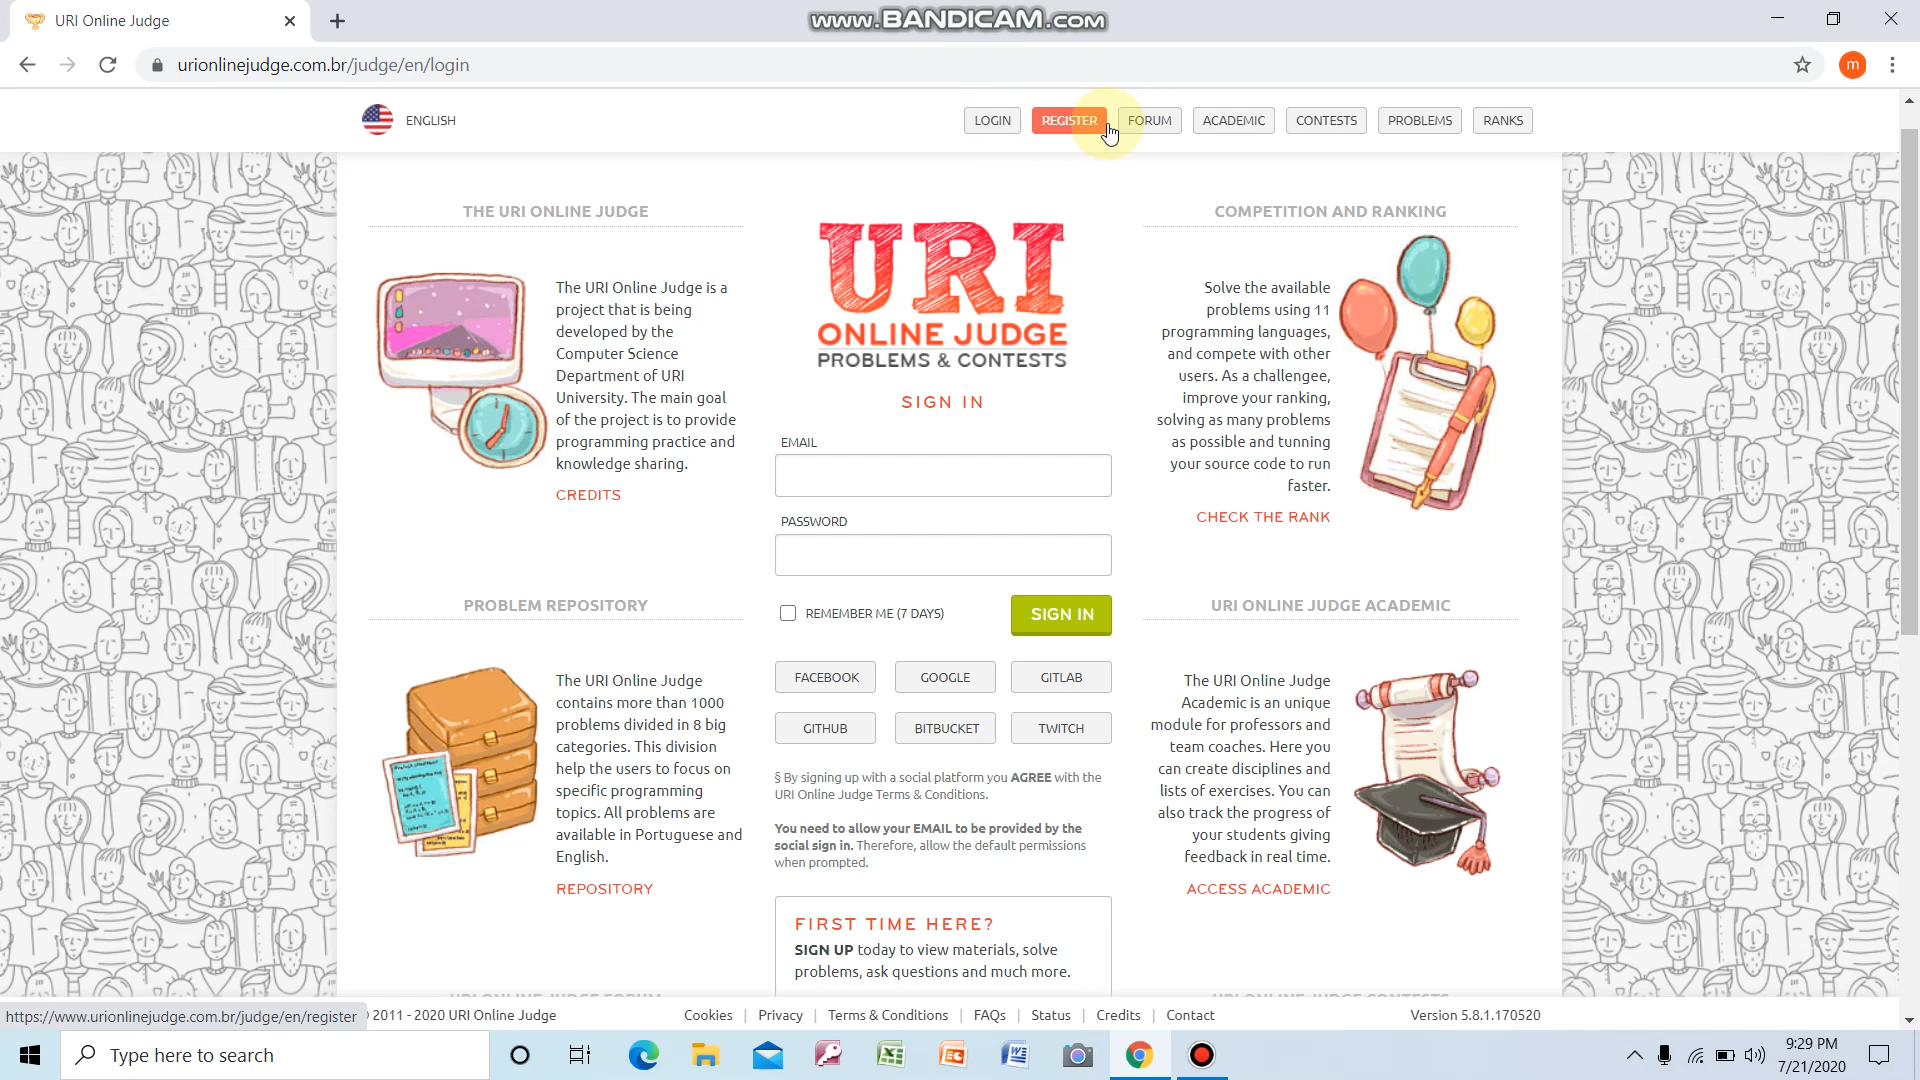 URI Online Judge
www.BANDICAM.com
urionlinejudge.com.br/judge/en/login
m
ENGLISH
LOGIN
REGISTER
FORUM
ACADEMIC
CONTESTS
PROBLEMS
RANKS
THE URI ONLINE JUDGE
The URI Online Judge is a
project that is being
developed by the
Computer Science
Department of URI
University. The main goal
of the project is to provide
programming practice and
knowledge sharing.
CREDITS
PROBLEM REPOSITORY
The URI Online Judge
contains more than 1000
problems divided in 8 big
categories. This division
help the users to focus on
specific programming
topics. All problems are
available in Portuguese and
English.
REPOSITORY
URI
ONLINE JUDGE
PROBLEMS & CONTESTS
SIGN IN
EMAIL
PASSWORD
REMEMBER ME (7 DAYS)
SIGN IN
FACEBOOK
GOOGLE
GITLAB
GITHUB
BITBUCKET
TWITCH
§ By signing up with a social platform you AGREE with the
URI Online Judge Terms & Conditions.
You need to allow your EMAIL to be provided by the
social sign in. Therefore, allow the default permissions
when prompted.
FIRST TIME HERE?
SIGN UP today to view materials, solve
problems, ask questions and much more.
COMPETITION AND RANKING
Solve the available
problems using 11
programming languages,
and compete with other
users. As a challengee,
improve your ranking,
solving as many problems
as possible and tunning
your source code to run
faster.
CHECK THE RANK
URI ONLINE JUDGE ACADEMIC
The URI Online Judge
Academic is an unique
module for professors and
team coaches. Here you
can create disciplines and
lists of exercises. You can
also track the progress of
your students giving
feedback in real time.
ACCESS ACADEMIC
URI ONLINE JUDGE FORUM
URI ONLINE JUDGE CONTESTS
https://www.urionlinejudge.com.br/judge/en/register
2011 - 2020 URI Online Judge
Cookies
Privacy
Terms & Conditions
FAQs
Status
Credits
Contact
Version 5.8.1.170520
Type here to search
9:29 PM
7/21/2020